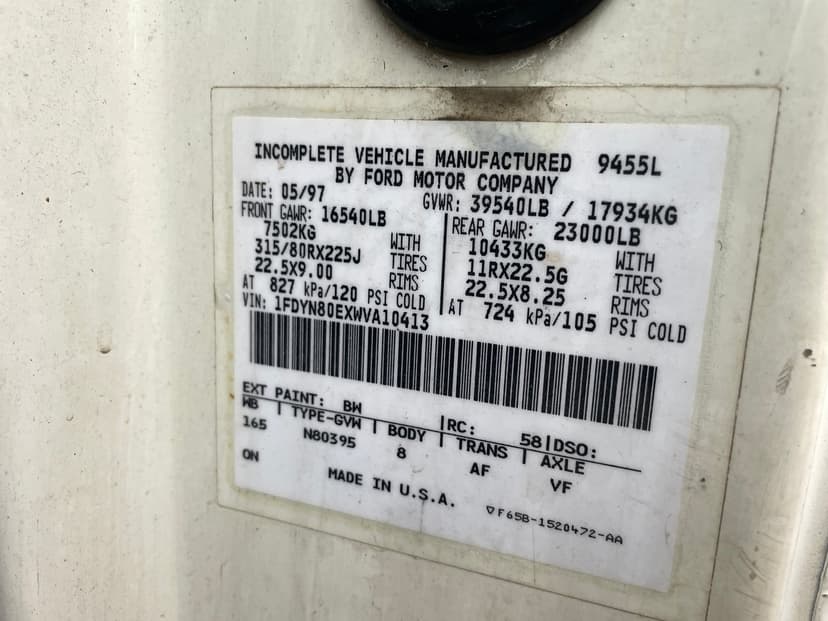 INCOMPLETE VEHICLE MANUFACTURED 9455L
BY FORD MOTOR COMPANY
DATE: 05/97 GVWR: 39540LB / 17934KG
FRONT GAWR: 16540LB REAR GAWR: 23000LB
7502KG WITH 10433KG WITH
315/80RX225J TIRES 11RX22.5G TIRES
22.5X9.00 RIMS 22.5X8.25 RIMS
AT 827 kPa/120 PSI COLD AT 724 kPa/105 PSI COLD
VIN: 1FDYN80EXWVA10413
EXT PAINT: BW RC: 58 DSO:
WB TYPE-GVW BODY TRANS AXLE
165 N80395 8 AF VF
ON
MADE IN U.S.A.
▽F65B-1520472-AA